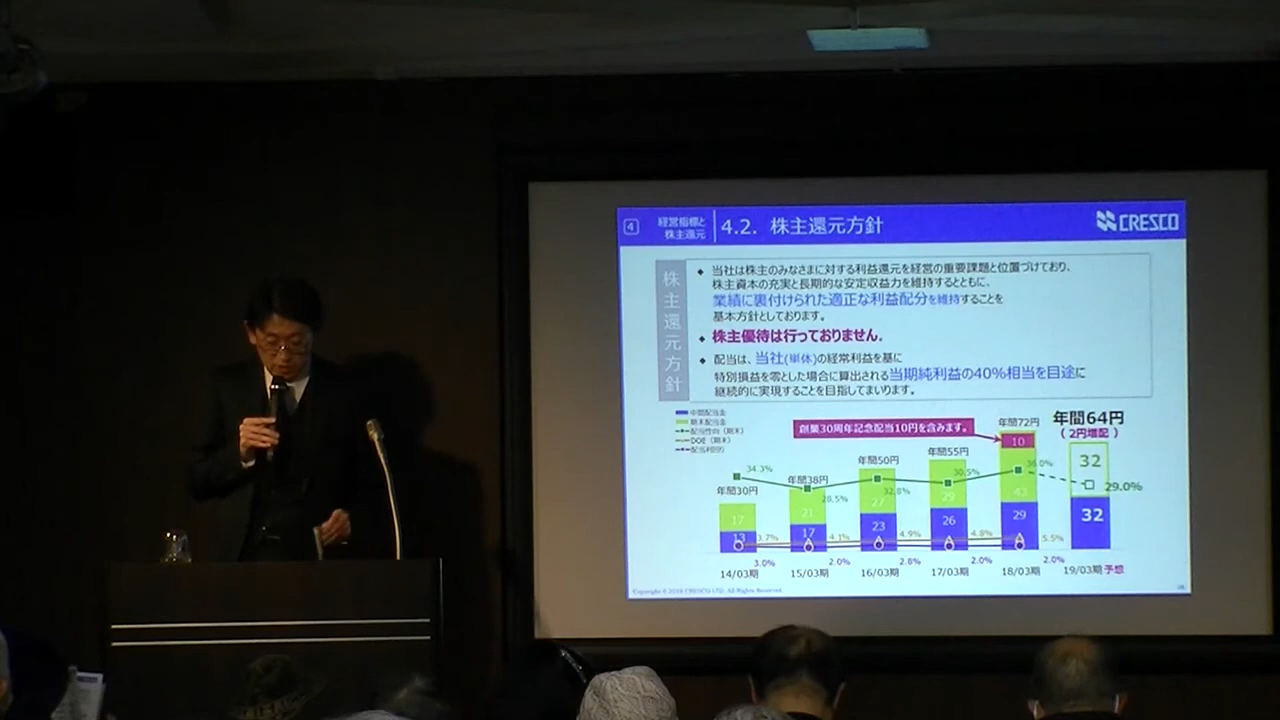 4
経営指標と
株主還元
4.2. 株主還元方針
CRESCO
株主還元方針
◆ 当社は株主のみなさまに対する利益還元を経営の重要課題と位置づけており、
株主資本の充実と長期的な安定収益力を維持するとともに、
業績に裏付けられた適正な利益配分を維持することを
基本方針としております。
◆ 株主優待は行っておりません。
◆ 配当は、当社(単体)の経常利益を基に
特別損益を零とした場合に算出される当期純利益の40%相当を目途に
継続的に実現することを目指してまいります。
中間配当金
期末配当金
配当性向（期末）
DOE（期末）
配当利回り
創業30周年記念配当10円を含みます。
年間30円
年間38円
年間50円
年間55円
年間72円
年間64円
（2円増配）
34.3%
28.5%
32.8%
30.5%
36.0%
29.0%
10
17
21
27
29
43
32
13
17
23
26
29
32
3.7%
4.1%
4.9%
4.8%
5.5%
3.0%
2.0%
2.8%
2.0%
2.0%
14/03期
15/03期
16/03期
17/03期
18/03期
19/03期 予想